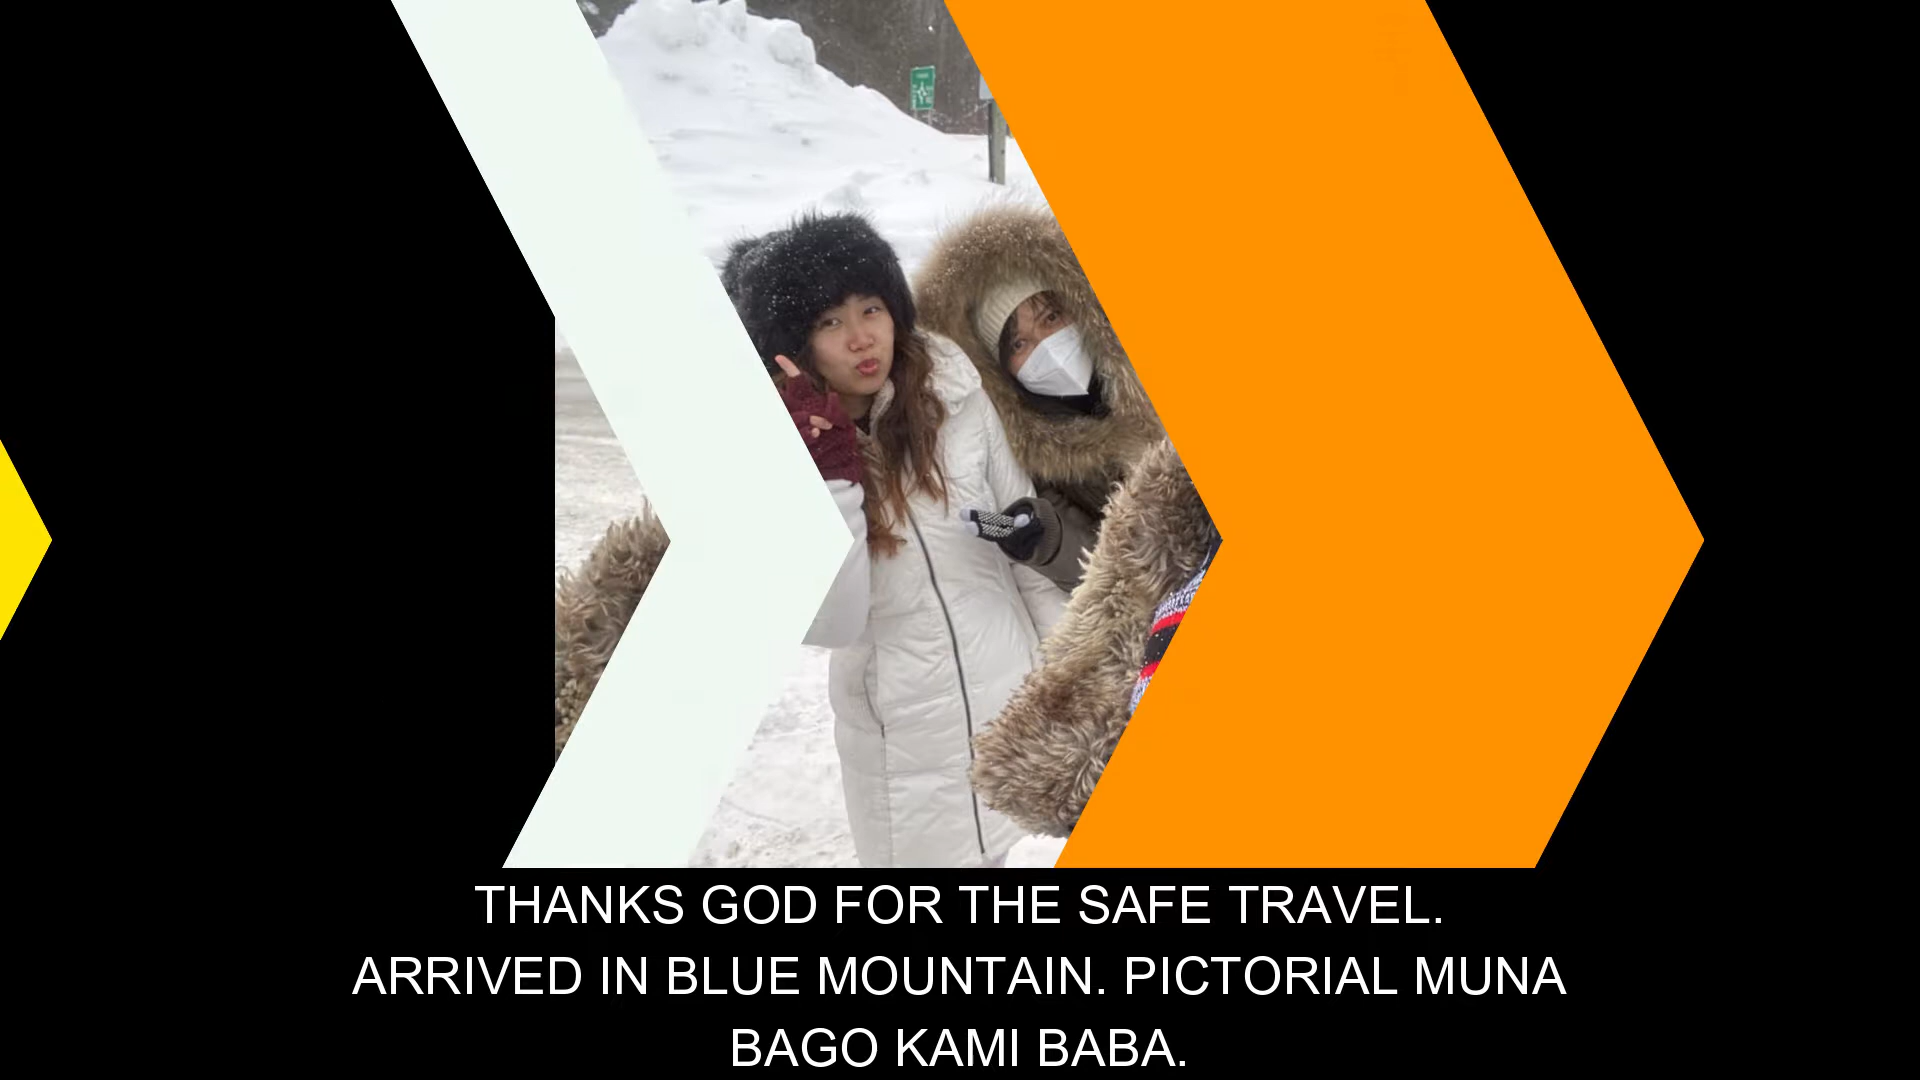 THANKS GOD FOR THE SAFE TRAVEL.
ARRIVED IN BLUE MOUNTAIN. PICTORIAL MUNA
BAGO KAMI BABA.